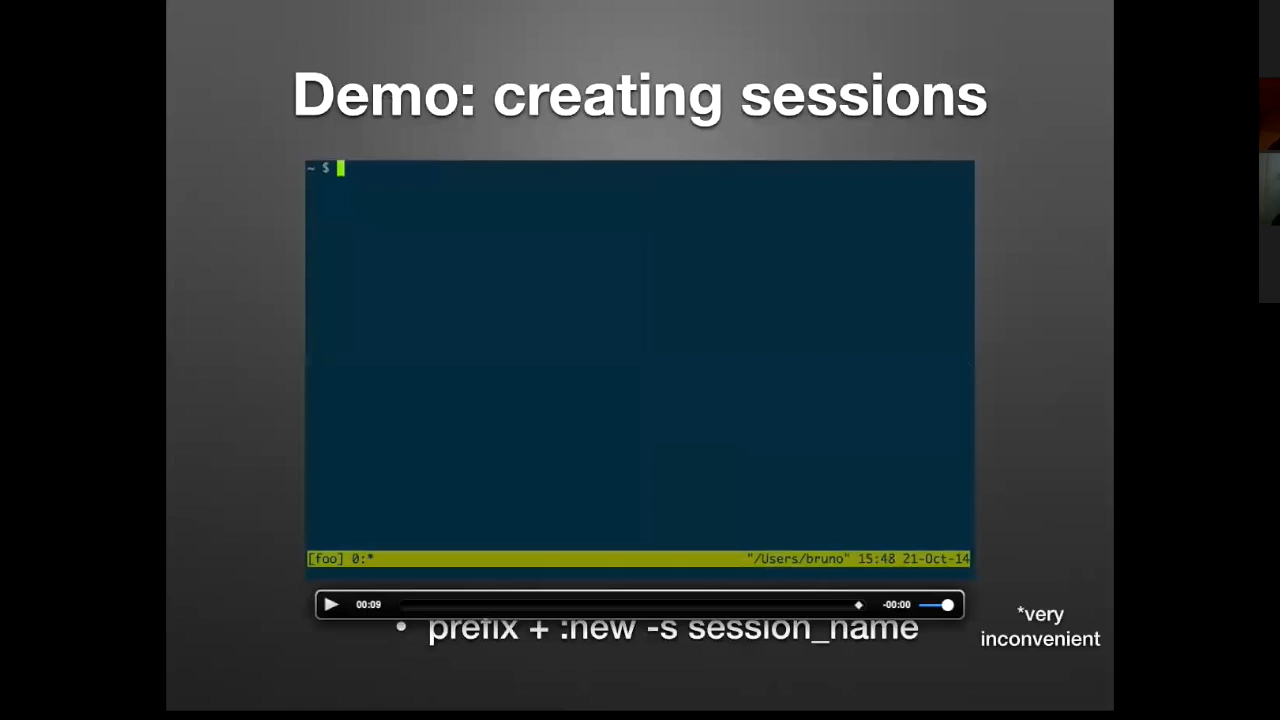 Demo: creating sessions
~ $
[foo] 0:* "/Users/bruno" 15:48 21-Oct-14
00:09 -00:00
• prefix + :new -s session_name
*very
inconvenient